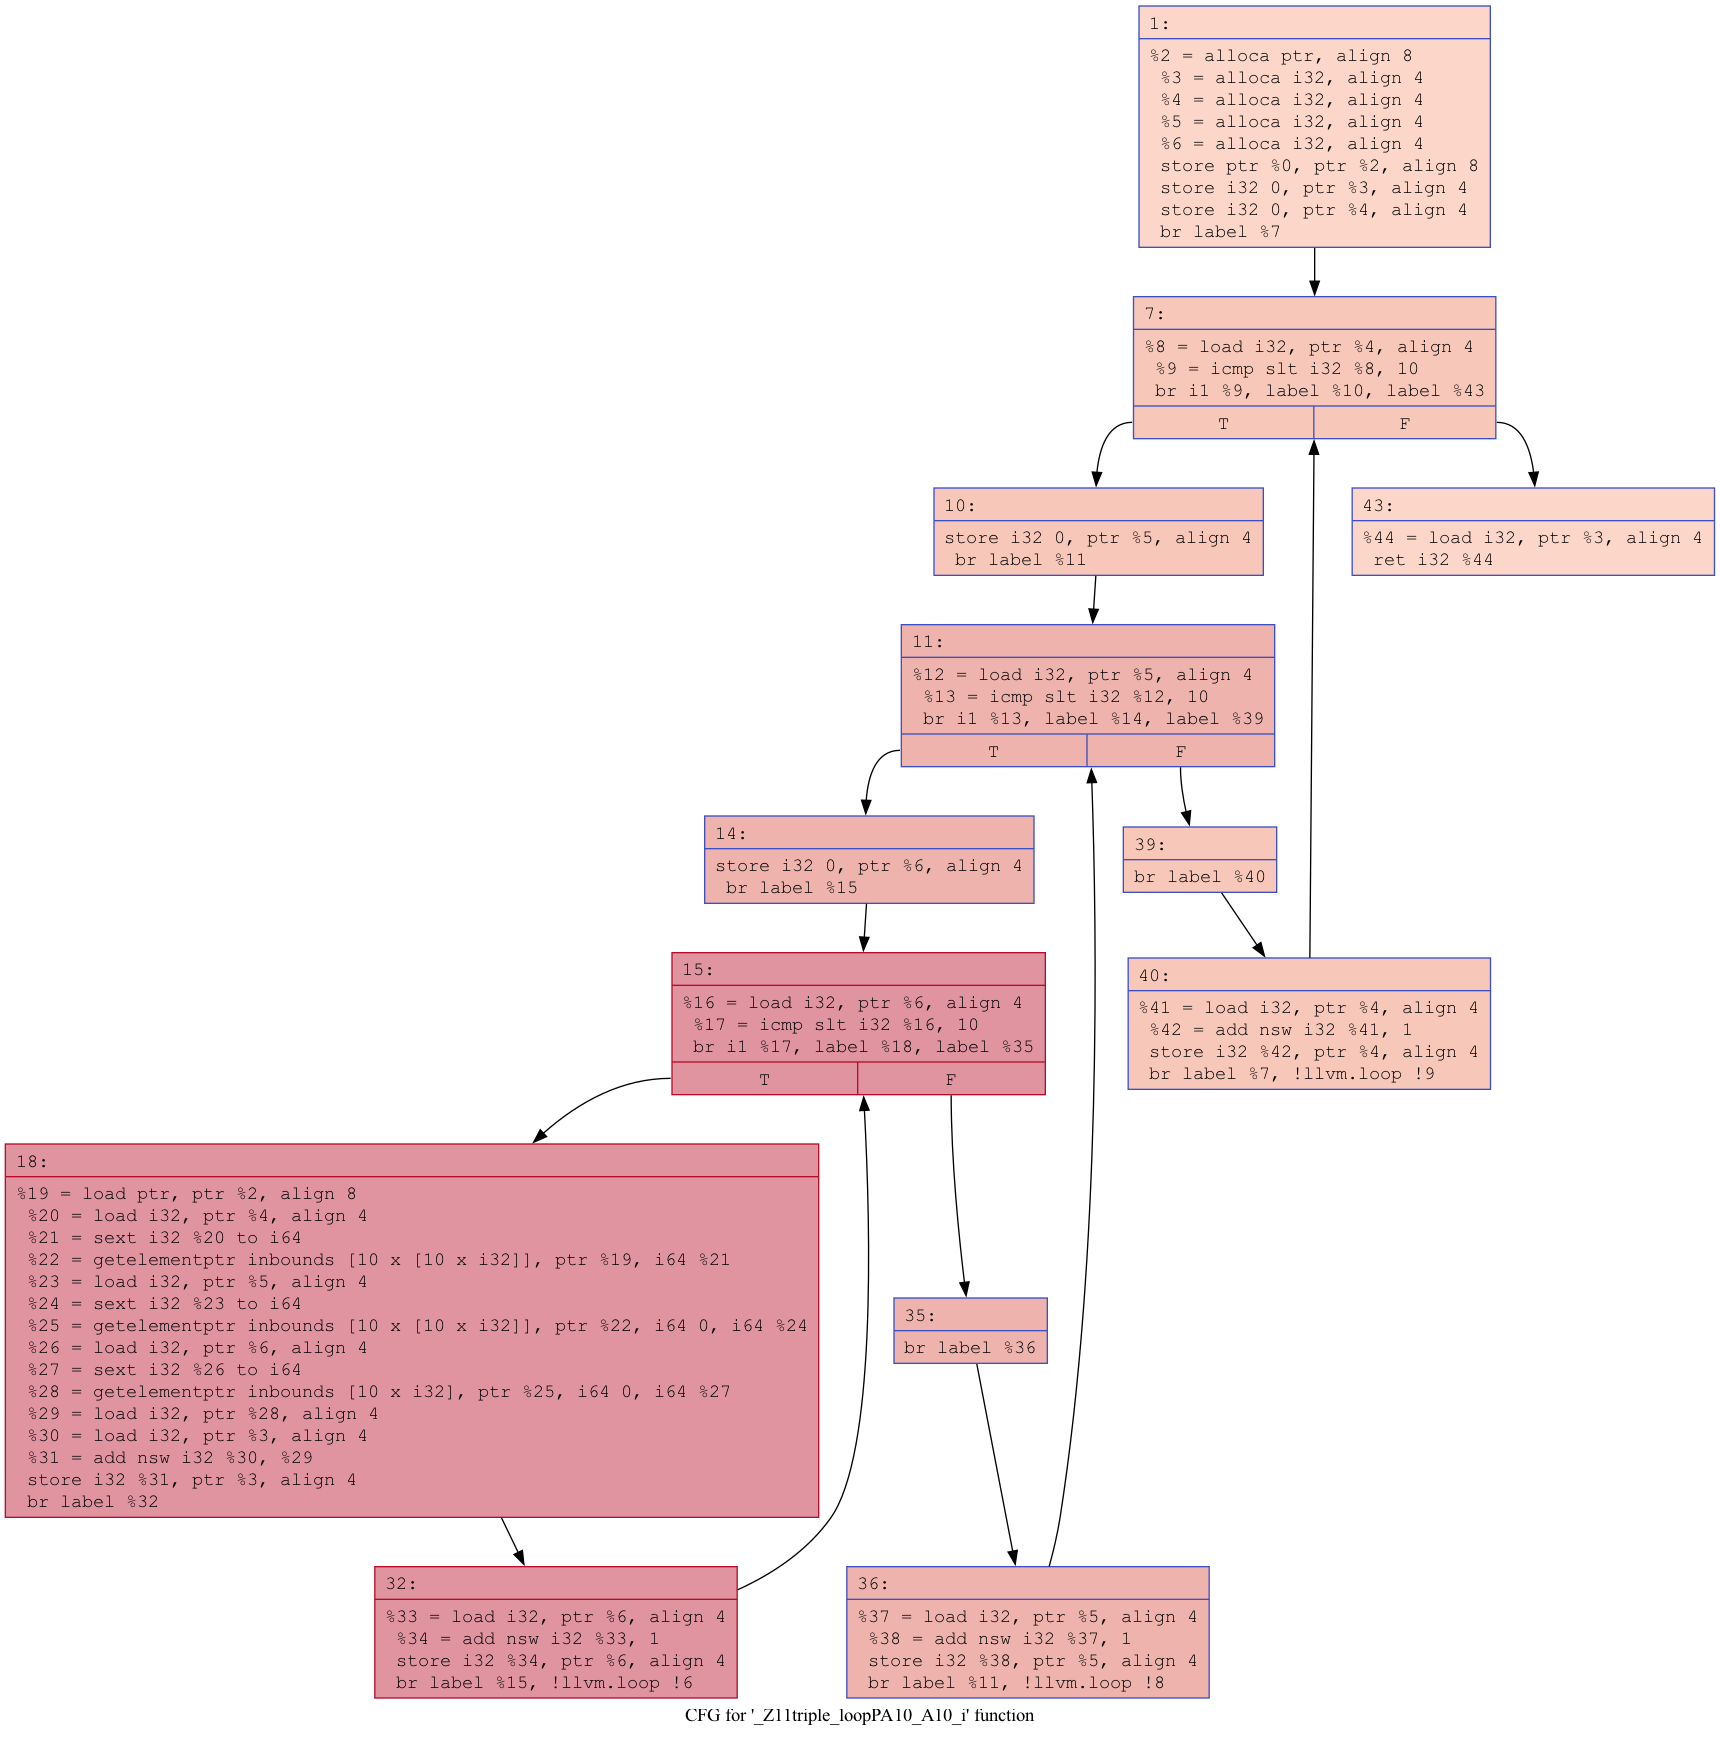 1:
%2 = alloca ptr, align 8
%3 = alloca i32, align 4
%4 = alloca i32, align 4
%5 = alloca i32, align 4
%6 = alloca i32, align 4
store ptr %0, ptr %2, align 8
store i32 0, ptr %3, align 4
store i32 0, ptr %4, align 4
br label %7
7:
%8 = load i32, ptr %4, align 4
%9 = icmp slt i32 %8, 10
br i1 %9, label %10, label %43
T F
10:
store i32 0, ptr %5, align 4
br label %11
43:
%44 = load i32, ptr %3, align 4
ret i32 %44
11:
%12 = load i32, ptr %5, align 4
%13 = icmp slt i32 %12, 10
br i1 %13, label %14, label %39
T F
14:
store i32 0, ptr %6, align 4
br label %15
39:
br label %40
15:
%16 = load i32, ptr %6, align 4
%17 = icmp slt i32 %16, 10
br i1 %17, label %18, label %35
T F
40:
%41 = load i32, ptr %4, align 4
%42 = add nsw i32 %41, 1
store i32 %42, ptr %4, align 4
br label %7, !llvm.loop !9
18:
%19 = load ptr, ptr %2, align 8
%20 = load i32, ptr %4, align 4
%21 = sext i32 %20 to i64
%22 = getelementptr inbounds [10 x [10 x i32]], ptr %19, i64 %21
%23 = load i32, ptr %5, align 4
%24 = sext i32 %23 to i64
%25 = getelementptr inbounds [10 x [10 x i32]], ptr %22, i64 0, i64 %24
%26 = load i32, ptr %6, align 4
%27 = sext i32 %26 to i64
%28 = getelementptr inbounds [10 x i32], ptr %25, i64 0, i64 %27
%29 = load i32, ptr %28, align 4
%30 = load i32, ptr %3, align 4
%31 = add nsw i32 %30, %29
store i32 %31, ptr %3, align 4
br label %32
35:
br label %36
32:
%33 = load i32, ptr %6, align 4
%34 = add nsw i32 %33, 1
store i32 %34, ptr %6, align 4
br label %15, !llvm.loop !6
36:
%37 = load i32, ptr %5, align 4
%38 = add nsw i32 %37, 1
store i32 %38, ptr %5, align 4
br label %11, !llvm.loop !8
CFG for '_Z11triple_loopPA10_A10_i' function